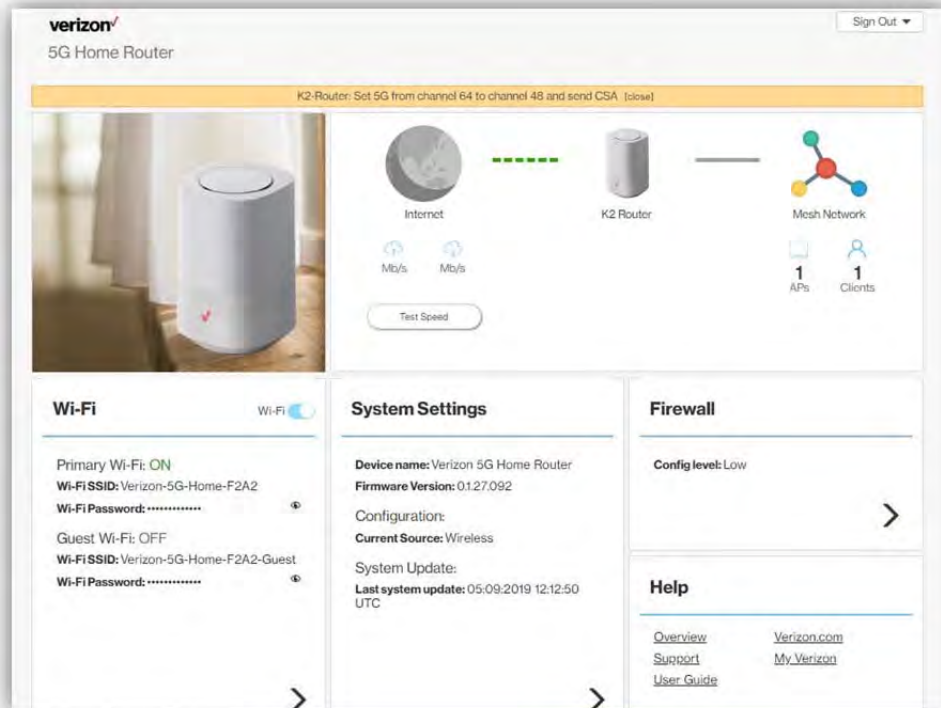 verizon✓
Sign Out ▼
5G Home Router
K2-Router: Set 5G from channel 64 to channel 48 and send CSA [close]
Internet
K2 Router
Mesh Network
Mb/s Mb/s
1 1
APs Clients
Test Speed
Wi-Fi
Wi-Fi
Primary Wi-Fi: ON
Wi-Fi SSID: Verizon-5G-Home-F2A2
Wi-Fi Password: •••••••••••••
Guest Wi-Fi: OFF
Wi-Fi SSID: Verizon-5G-Home-F2A2-Guest
Wi-Fi Password: •••••••••••••
System Settings
Device name: Verizon 5G Home Router
Firmware Version: 0.1.27.092
Configuration:
Current Source: Wireless
System Update:
Last system update: 05:09:2019 12:12:50
UTC
Firewall
Config level: Low
Help
Overview
Verizon.com
Support
My Verizon
User Guide